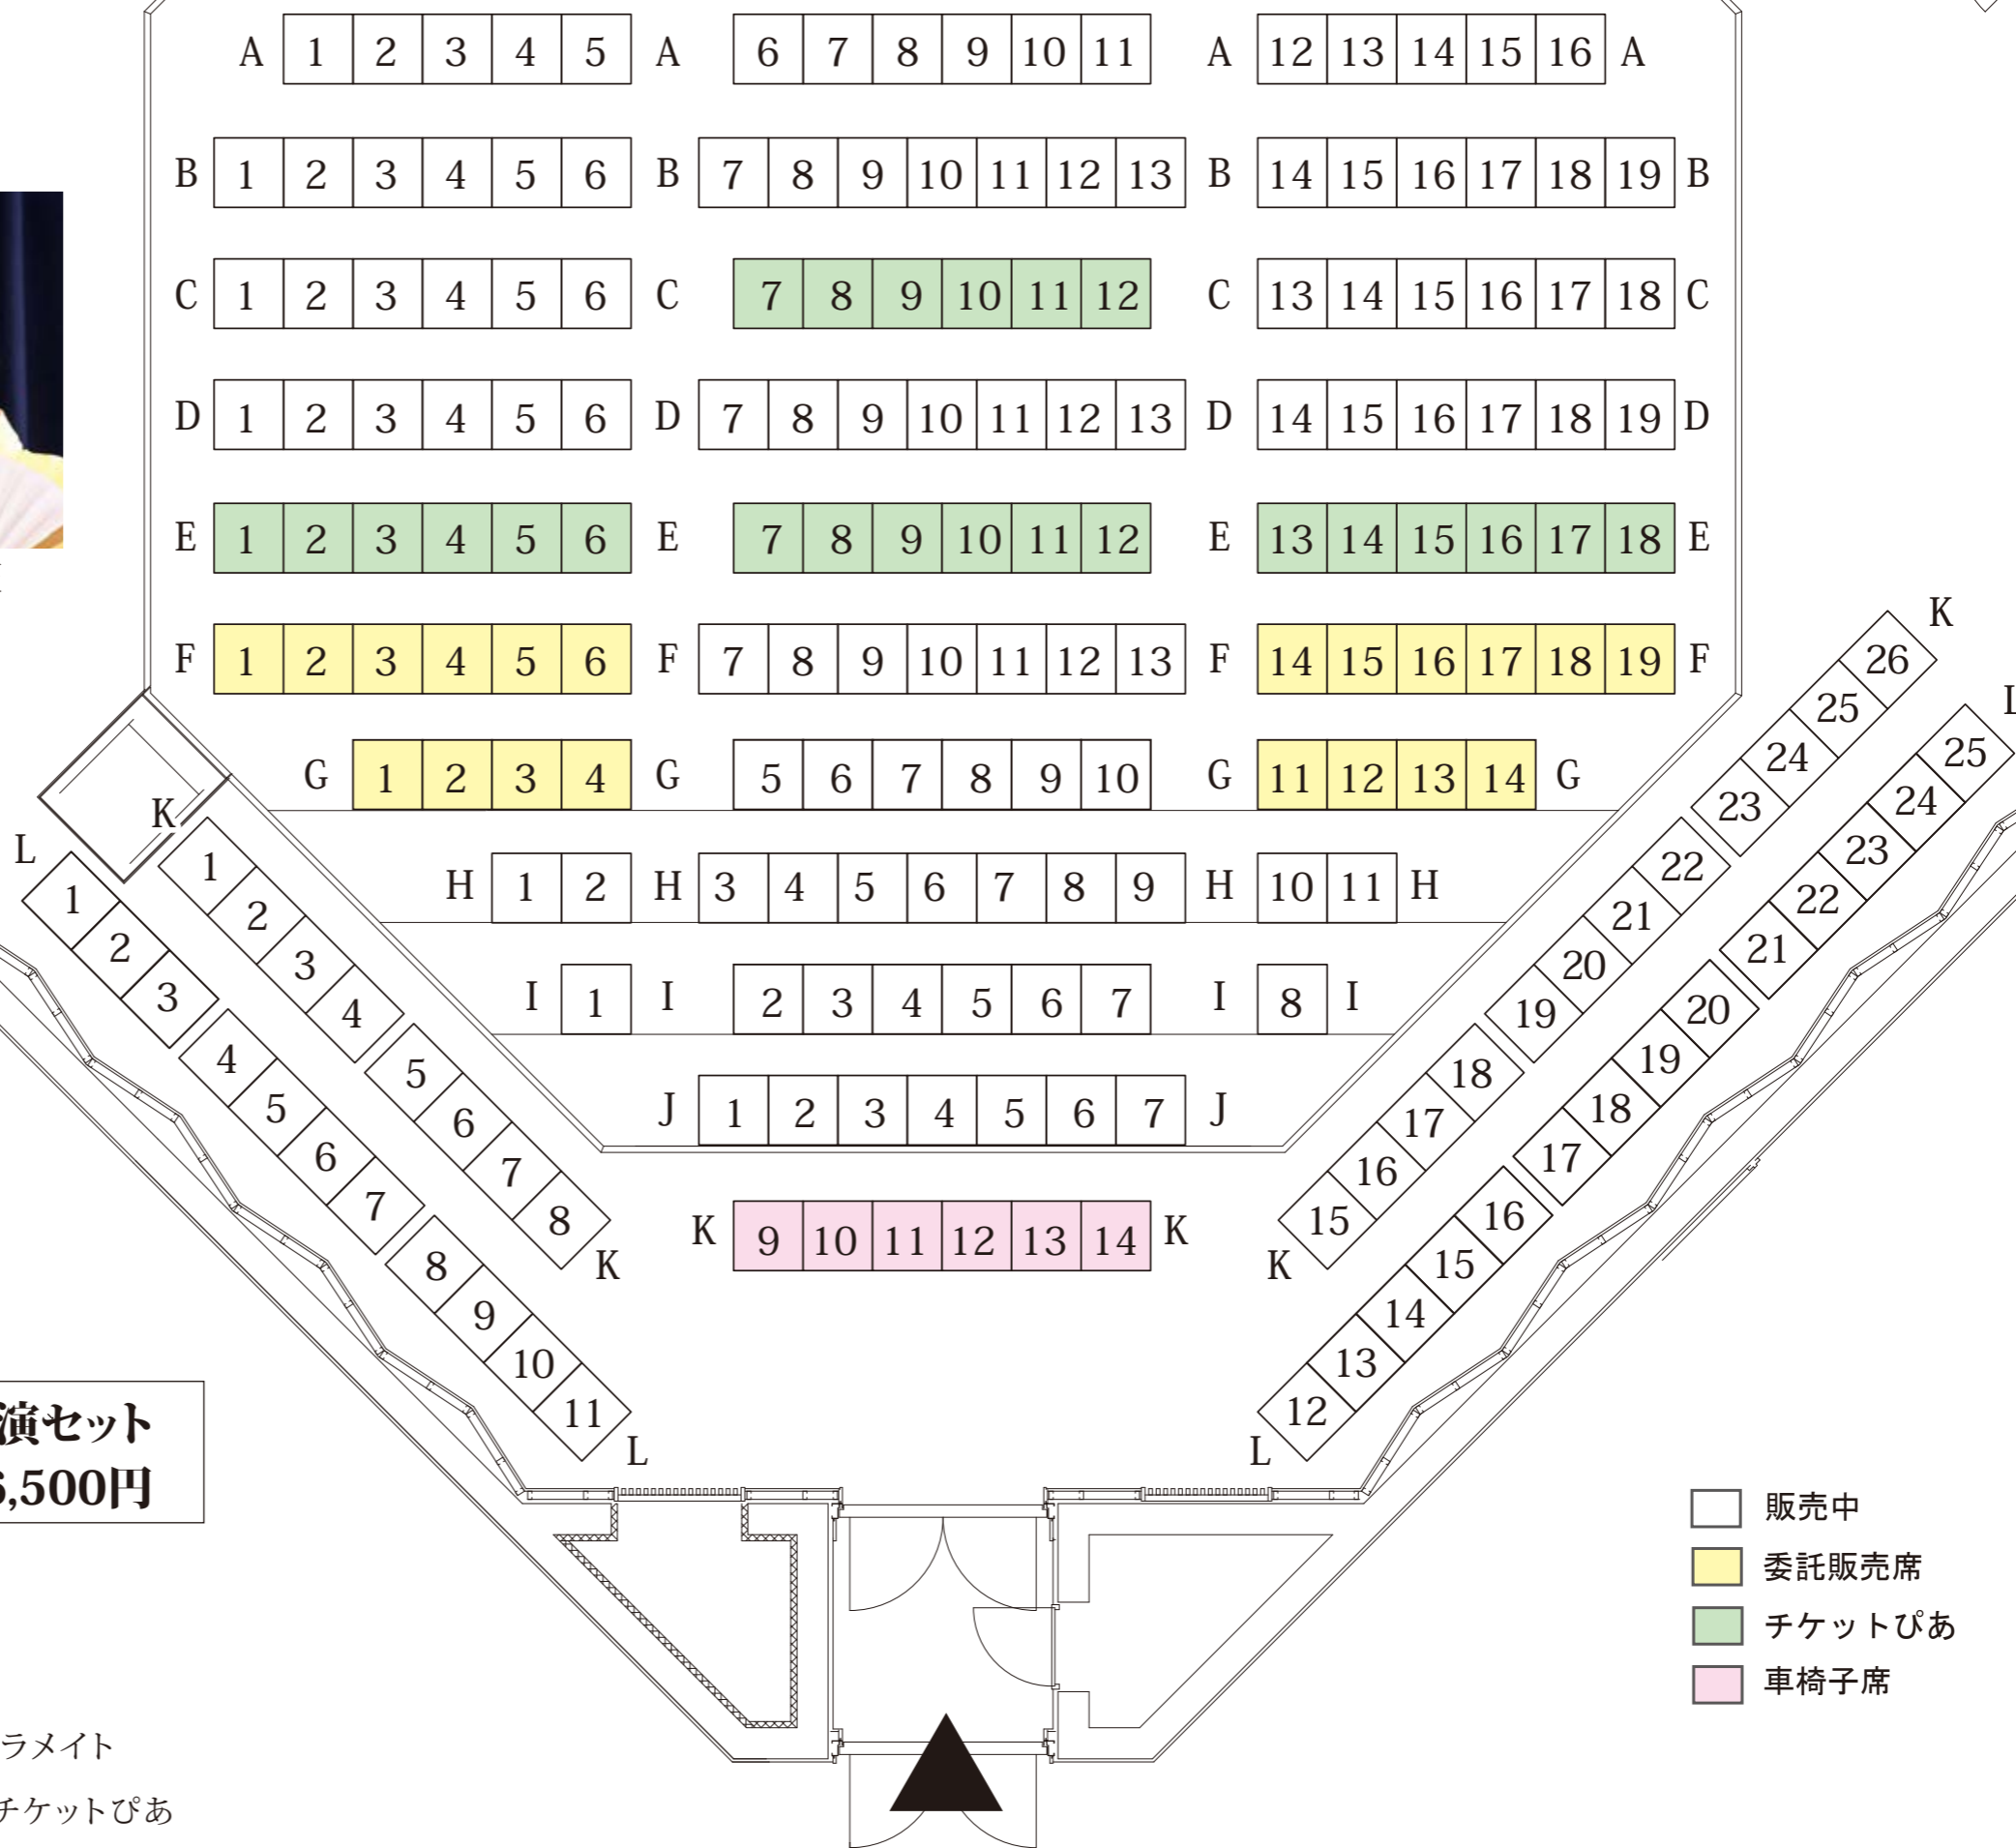 A 1 2 3 4 5 A 6 7 8 9 10 11 A 12 13 14 15 16 A
B 1 2 3 4 5 6 B 7 8 9 10 11 12 13 B 14 15 16 17 18 19 B
C 1 2 3 4 5 6 C 7 8 9 10 11 12 C 13 14 15 16 17 18 C
D 1 2 3 4 5 6 D 7 8 9 10 11 12 13 D 14 15 16 17 18 19 D
E 1 2 3 4 5 6 E 7 8 9 10 11 12 E 13 14 15 16 17 18 E
F 1 2 3 4 5 6 F 7 8 9 10 11 12 13 F 14 15 16 17 18 19 F
G 1 2 3 4 G 5 6 7 8 9 10 G 11 12 13 14 G
H 1 2 H 3 4 5 6 7 8 9 H 10 11 H
I 1 I 2 3 4 5 6 7 I 8 I
J 1 2 3 4 5 6 7 J
K 1 2 3 4 5 6 7 8 K
K 9 10 11 12 13 14 K
K 15 16 17 18 19 20 21 22 23 24 25 26 K
L 1 2 3 4 5 6 7 8 9 10 11 L
L 12 13 14 15 16 17 18 19 20 21 22 23 24 25 L
演セット
6,500円
販売中
委託販売席
チケットぴあ
車椅子席
ラメイト
チケットぴあ